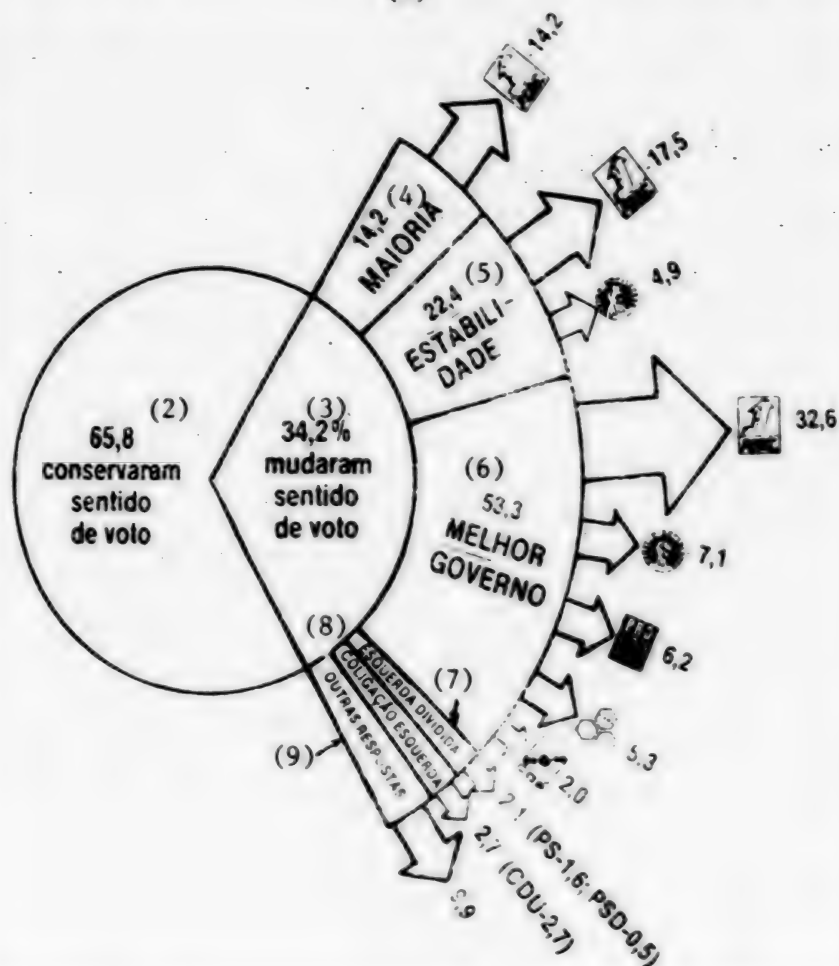 14,2
17,5
14,2 (4)
MAIORIA
(5)
22,4
ESTABILI-
DADE
4,9
(2)
65,8
conservaram
sentido
de voto
(3)
34,2%
mudaram
sentido
de voto
(6)
53,3
MELHOR
GOVERNO
32,6
7,1
6,2
5,3
2,0
(8)
(7)
ESQUERDA DIVIDIDA
COLIGAÇÃO ESQUERDA
OUTRAS RESPOSTAS
(9)
2,1 (PS-1,6; PSD-0,5)
2,7 (CDU-2,7)
9,9